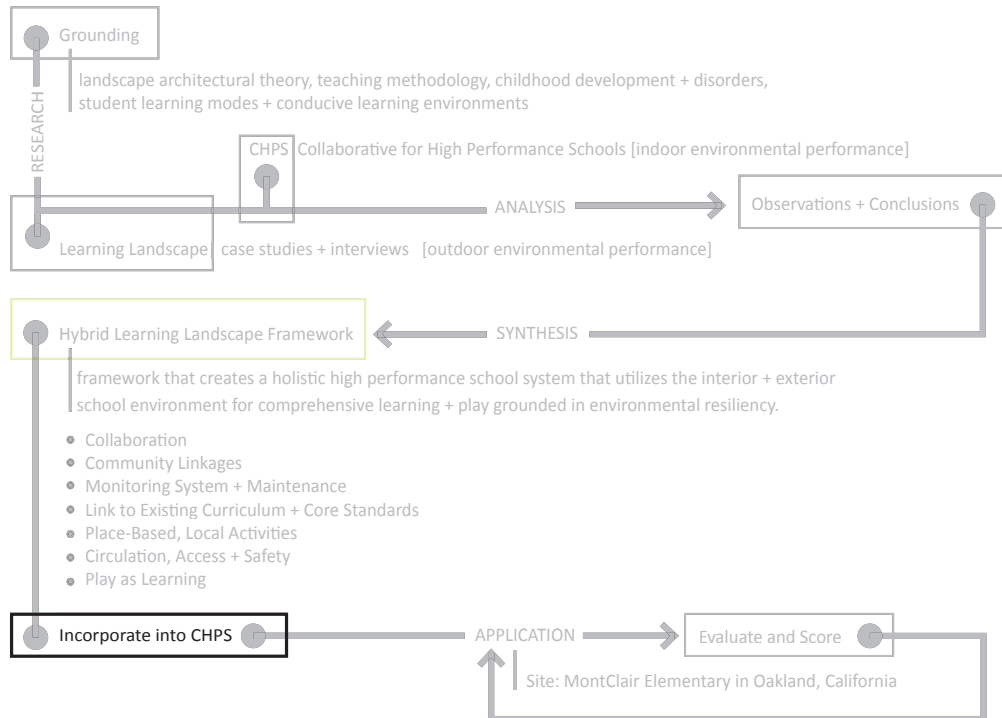 Grounding
landscape architectural theory, teaching methodology, childhood development + disorders,
student learning modes + conducive learning environments
RESEARCH
CHPS Collaborative for High Performance Schools [indoor environmental performance]
ANALYSIS
Observations + Conclusions
Learning Landscape case studies + interviews [outdoor environmental performance]
Hybrid Learning Landscape Framework
SYNTHESIS
framework that creates a holistic high performance school system that utilizes the interior + exterior
school environment for comprehensive learning + play grounded in environmental resiliency.
Collaboration
Community Linkages
Monitoring System + Maintenance
Link to Existing Curriculum + Core Standards
Place-Based, Local Activities
Circulation, Access + Safety
Play as Learning
Incorporate into CHPS
APPLICATION
Evaluate and Score
Site: MontClair Elementary in Oakland, California